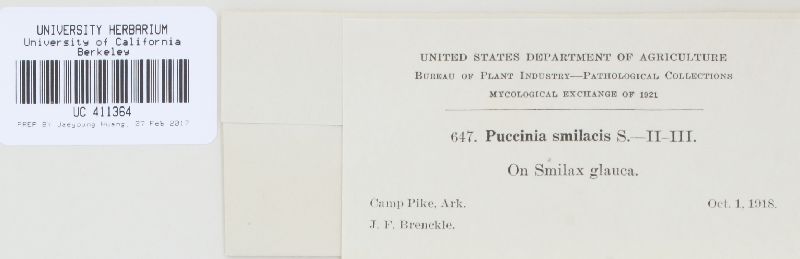 UNIVERSITY HERBARIUM
University of California
Berkeley
UC 411364
PREP BY Jaeyoung Huang, 27 Feb 2017
UNITED STATES DEPARTMENT OF AGRICULTURE
BUREAU OF PLANT INDUSTRY—PATHOLOGICAL COLLECTIONS
MYCOLOGICAL EXCHANGE OF 1921
647. Puccinia smilacis S.—II-III.
On Smilax glauca.
Camp Pike, Ark. Oct. 1, 1918.
J. F. Brenckle.